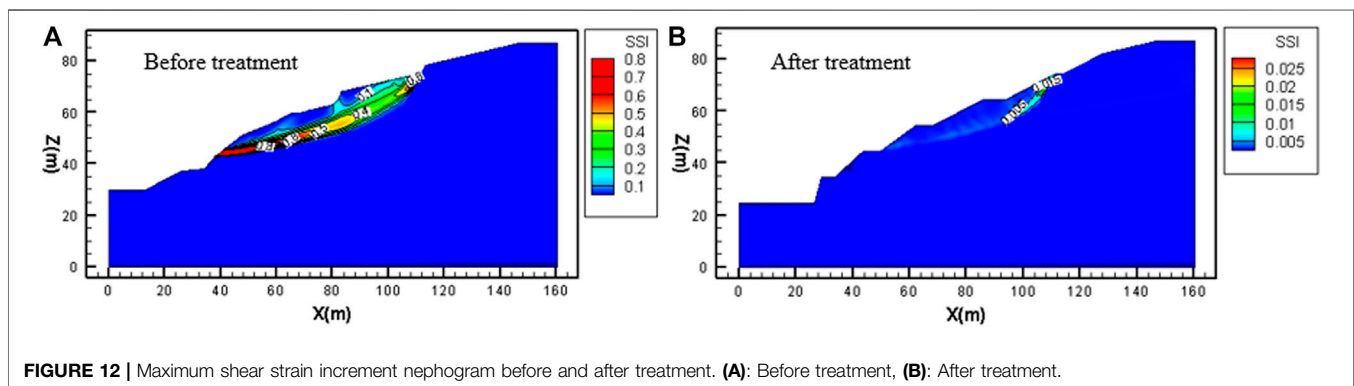 A
Before treatment
SSI
0.8
0.7
0.6
0.5
0.4
0.3
0.2
0.1
80
60
40
20
0
Z(m)
0 20 40 60 80 100 120 140 160
X(m)
B
After treatment
SSI
0.025
0.02
0.015
0.01
0.005
80
60
40
20
0
Z(m)
0 20 40 60 80 100 120 140 160
X(m)
FIGURE 12 | Maximum shear strain increment nephogram before and after treatment. (A): Before treatment, (B): After treatment.